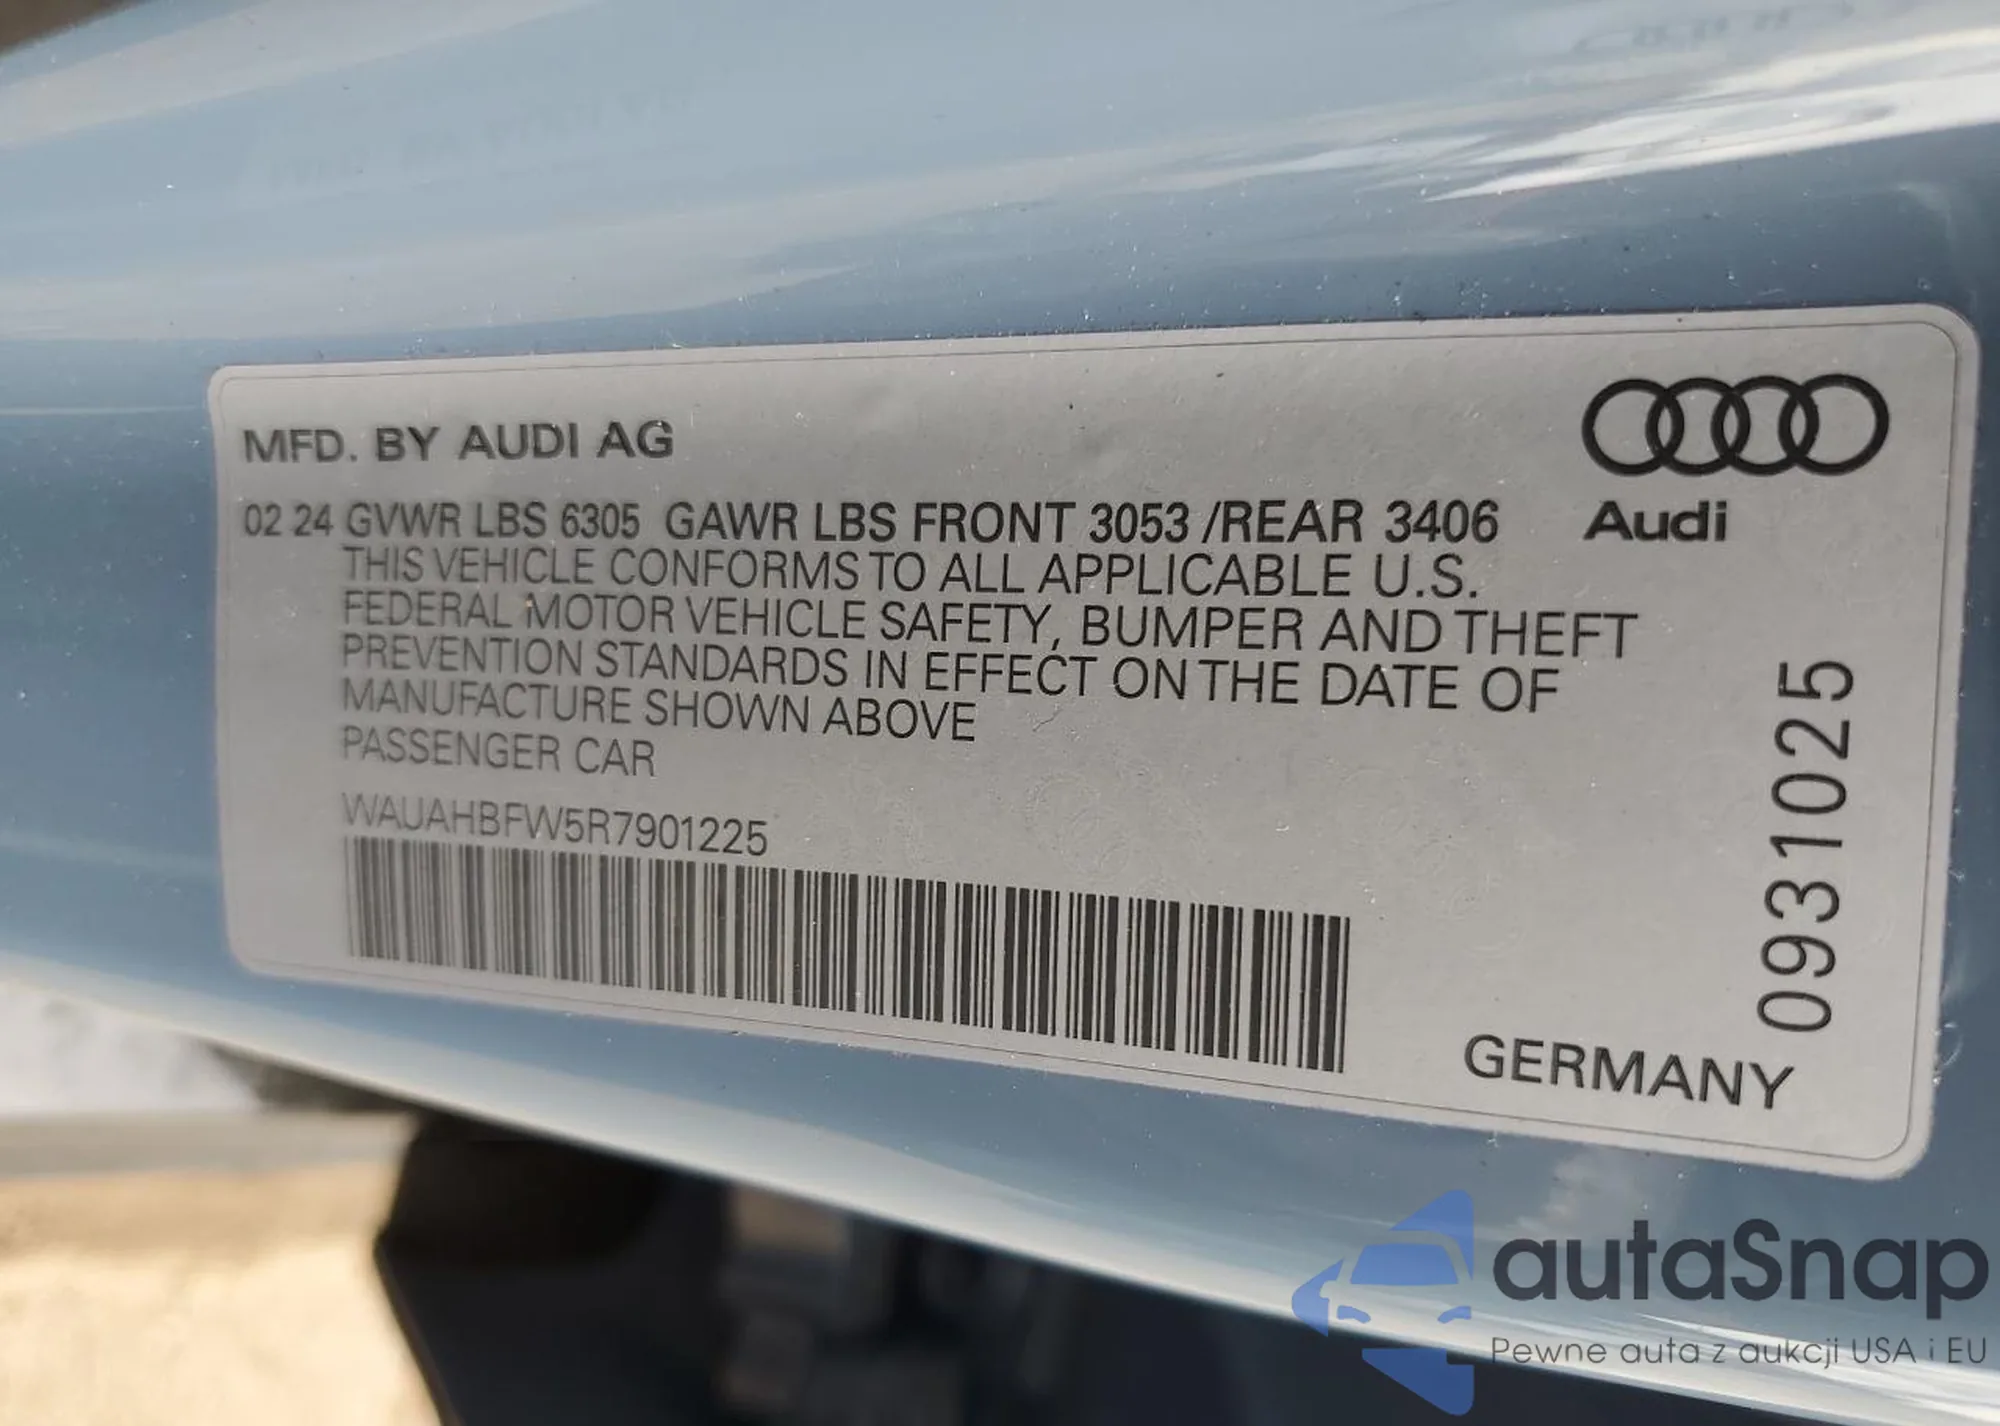 MFD. BY AUDI AG
02 24 GVWR LBS 6305 GAWR LBS FRONT 3053 /REAR 3406
THIS VEHICLE CONFORMS TO ALL APPLICABLE U.S.
FEDERAL MOTOR VEHICLE SAFETY, BUMPER AND THEFT
PREVENTION STANDARDS IN EFFECT ON THE DATE OF
MANUFACTURE SHOWN ABOVE
PASSENGER CAR
WAUAHBFW5R7901225
Audi
0931025
GERMANY
autaSnap
Pewne auta z aukcji USA i EU